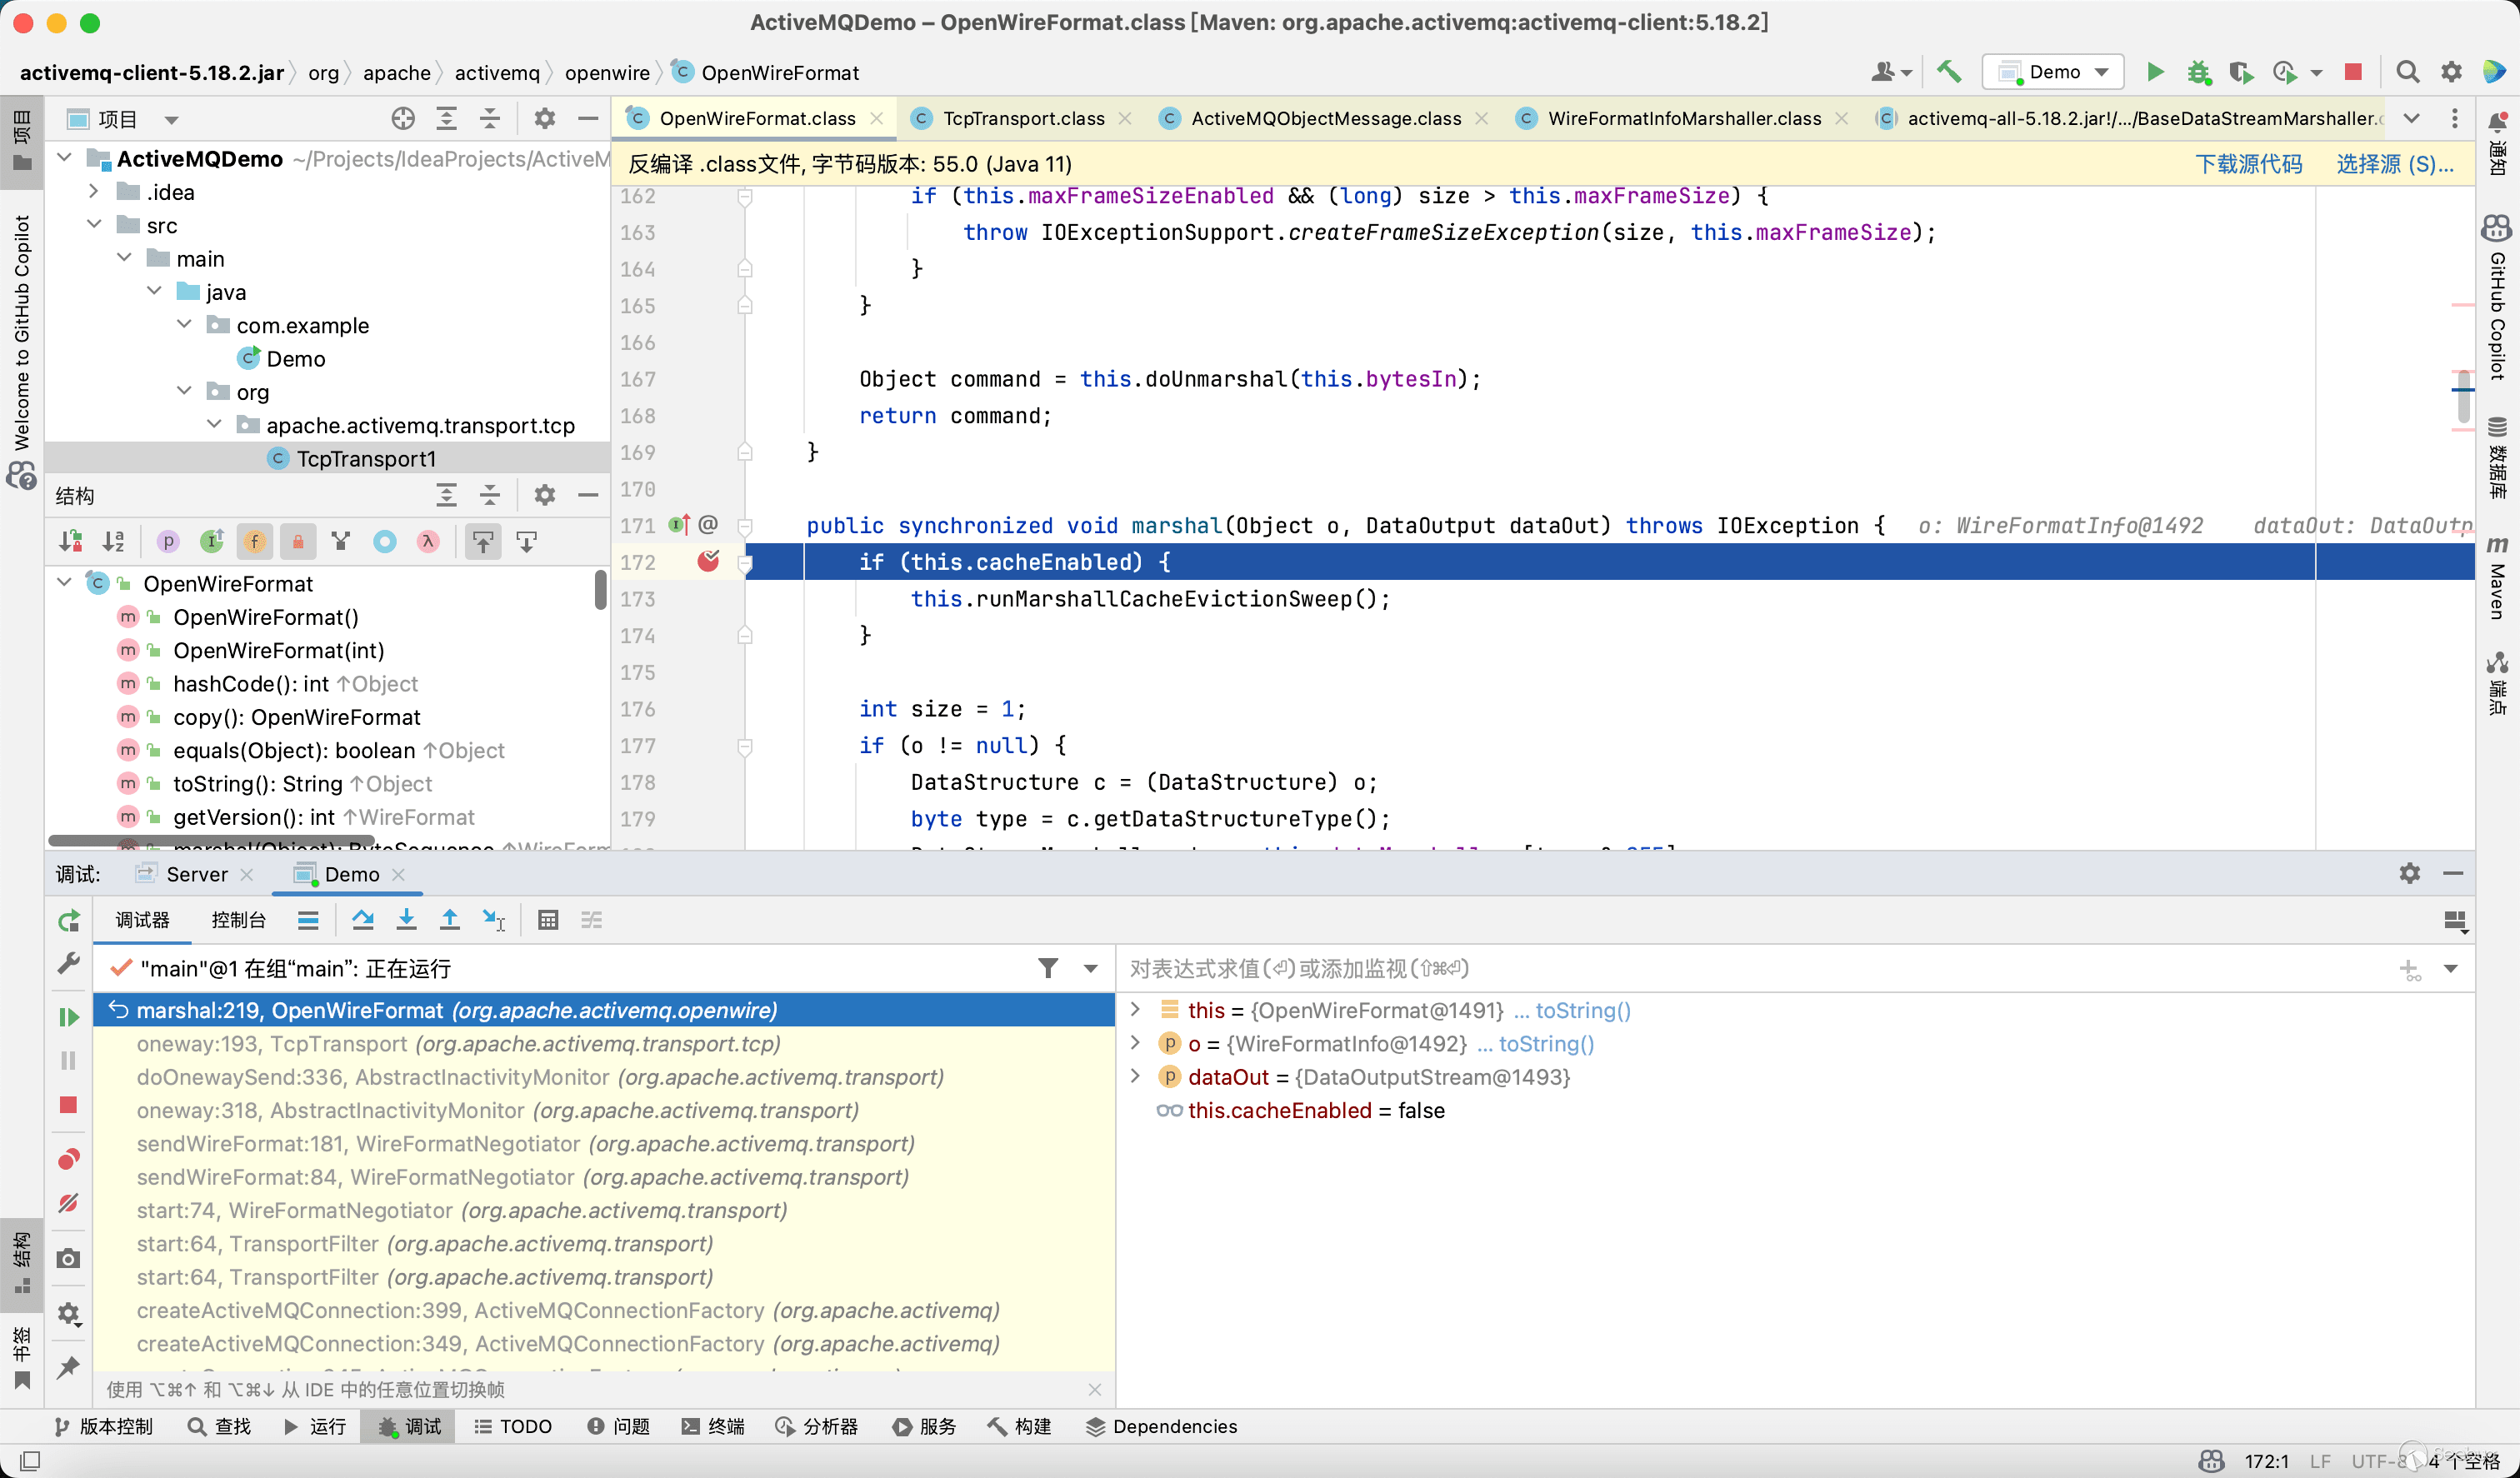 ActiveMQDemo – OpenWireFormat.class [Maven: org.apache.activemq:activemq-client:5.18.2]
activemq-client-5.18.2.jar org apache activemq openwire OpenWireFormat
Demo
项目
OpenWireFormat.class TcpTransport.class ActiveMQObjectMessage.class WireFormatInfoMarshaller.class activemq-all-5.18.2.jar!/.../BaseDataStreamMarshaller.
反编译 .class文件, 字节码版本: 55.0 (Java 11) 下载源代码 选择源 (S)...
项目
Welcome to GitHub Copilot
结构
书签
ActiveMQDemo ~/Projects/IdeaProjects/ActiveM
.idea
src
main
java
com.example
Demo
org
apache.activemq.transport.tcp
TcpTransport1
结构
OpenWireFormat
OpenWireFormat()
OpenWireFormat(int)
hashCode(): int ↑Object
copy(): OpenWireFormat
equals(Object): boolean ↑Object
toString(): String ↑Object
getVersion(): int ↑WireFormat
marshal(Object): ByteSequence ↑WireForm
162 if (this.maxFrameSizeEnabled && (long) size > this.maxFrameSize) {
163 throw IOExceptionSupport.createFrameSizeException(size, this.maxFrameSize);
164 }
165 }
166
167 Object command = this.doUnmarshal(this.bytesIn);
168 return command;
169 }
170
171 @ public synchronized void marshal(Object o, DataOutput dataOut) throws IOException { o: WireFormatInfo@1492 dataOut: DataOutp
172 if (this.cacheEnabled) {
173 this.runMarshallCacheEvictionSweep();
174 }
175
176 int size = 1;
177 if (o != null) {
178 DataStructure c = (DataStructure) o;
179 byte type = c.getDataStructureType();
通知
GitHub Copilot
数据库
Maven
端点
调试: Server Demo
调试器 控制台
"main"@1 在组“main”: 正在运行
marshal:219, OpenWireFormat (org.apache.activemq.openwire)
oneway:193, TcpTransport (org.apache.activemq.transport.tcp)
doOnewaySend:336, AbstractInactivityMonitor (org.apache.activemq.transport)
oneway:318, AbstractInactivityMonitor (org.apache.activemq.transport)
sendWireFormat:181, WireFormatNegotiator (org.apache.activemq.transport)
sendWireFormat:84, WireFormatNegotiator (org.apache.activemq.transport)
start:74, WireFormatNegotiator (org.apache.activemq.transport)
start:64, TransportFilter (org.apache.activemq.transport)
start:64, TransportFilter (org.apache.activemq.transport)
createActiveMQConnection:399, ActiveMQConnectionFactory (org.apache.activemq)
createActiveMQConnection:349, ActiveMQConnectionFactory (org.apache.activemq)
使用 ⌥⌘↑ 和 ⌥⌘↓ 从 IDE 中的任意位置切换帧
对表达式求值(⏎)或添加监视(⇧⌘⏎)
this = {OpenWireFormat@1491} ... toString()
o = {WireFormatInfo@1492} ... toString()
dataOut = {DataOutputStream@1493}
this.cacheEnabled = false
版本控制 查找 运行 调试 TODO 问题 终端 分析器 服务 构建 Dependencies
172:1 LF UTF-8 4 个空格